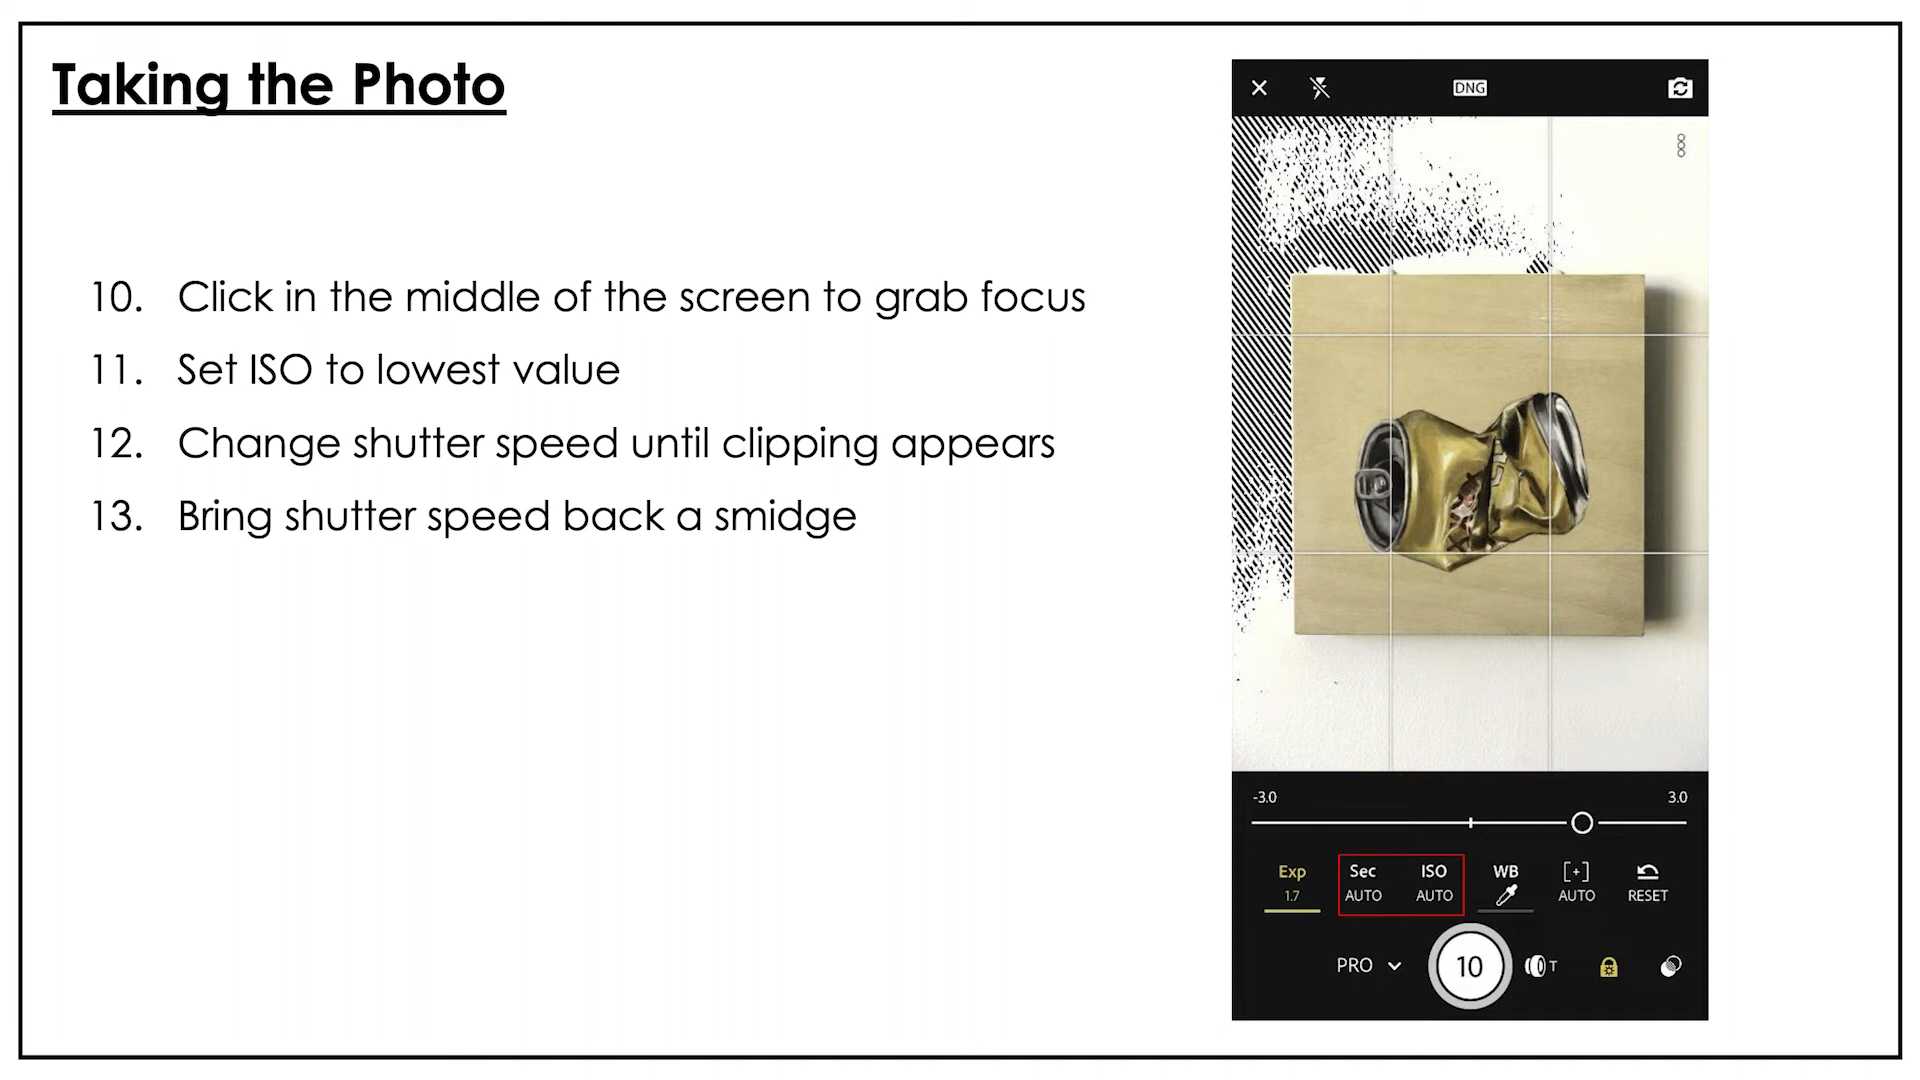 Taking the Photo
10. Click in the middle of the screen to grab focus
11. Set ISO to lowest value
12. Change shutter speed until clipping appears
13. Bring shutter speed back a smidge
DNG
-3.0 3.0
Exp Sec ISO WB [+]
1.7 AUTO AUTO AUTO RESET
PRO 10 T